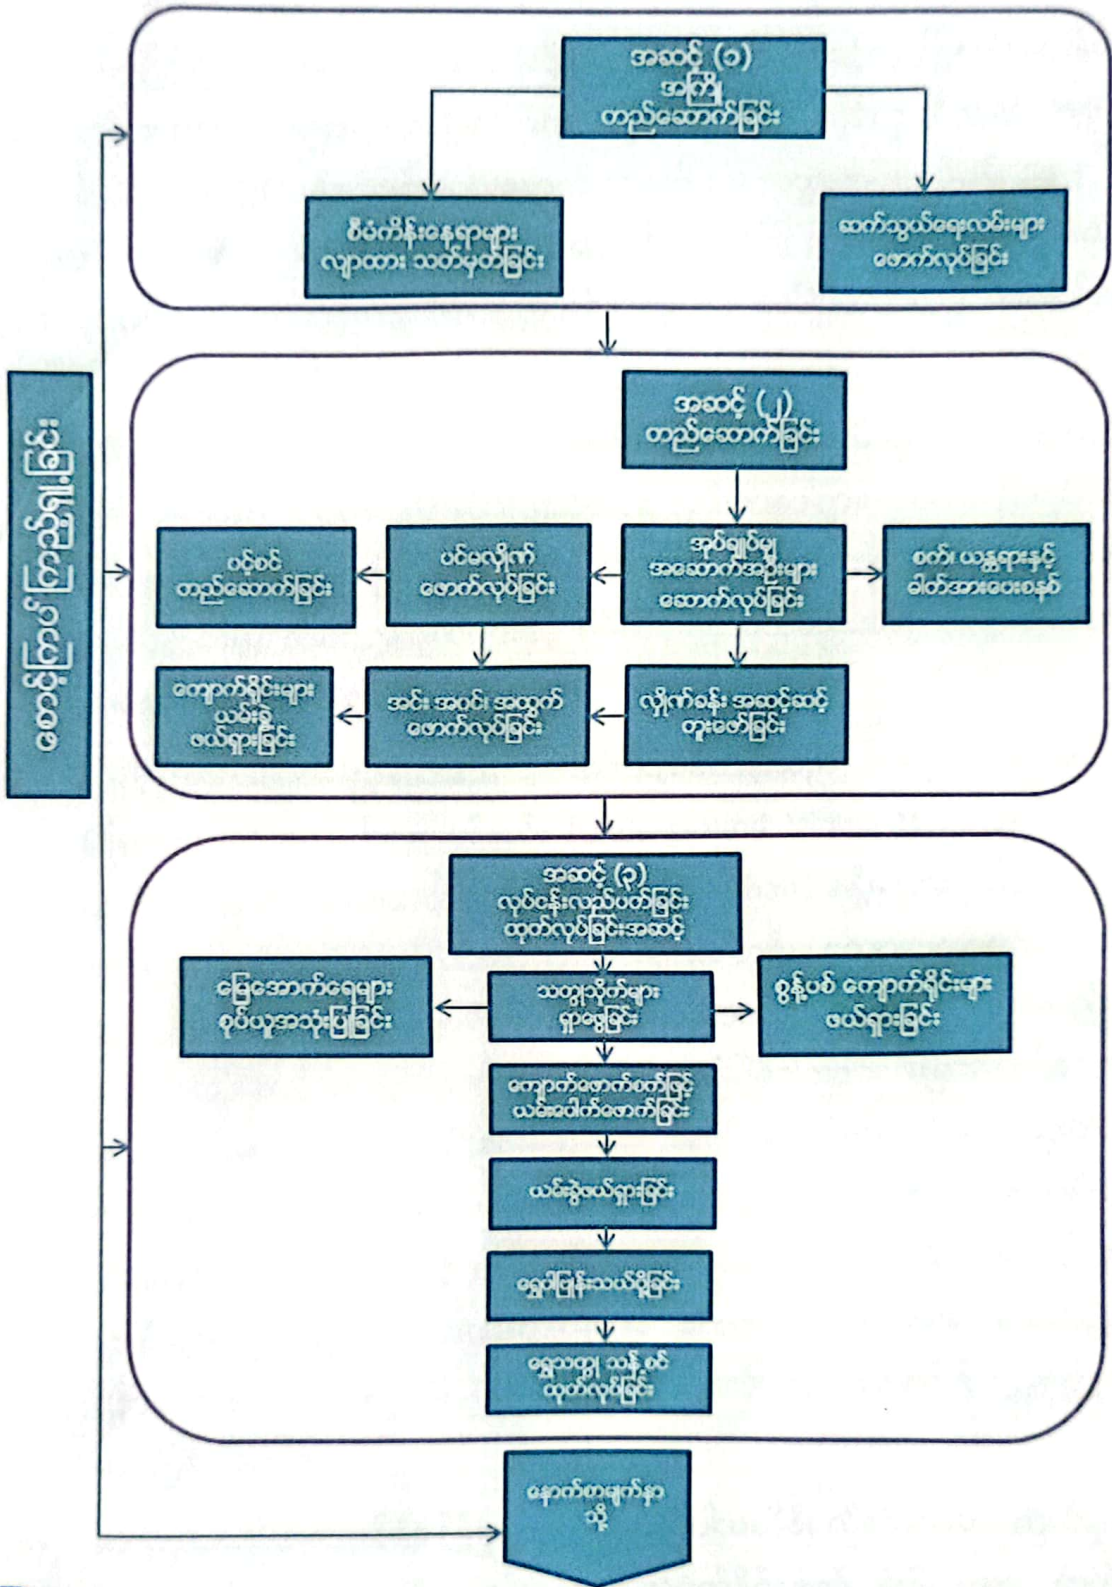 အဆင့် (၁)
အကြို
တည်ဆောက်ခြင်း
စီမံကိန်းနေရာများ
လျာထား သတ်မှတ်ခြင်း
ဆက်သွယ်ရေးလမ်းများ
ဖောက်လုပ်ခြင်း
စောင့်ကြပ် ကြည့်ရှု့ခြင်း
အဆင့် (၂)
တည်ဆောက်ခြင်း
ပင့်စင်
တည်ဆောက်ခြင်း
ပင်မလှိုဏ်
ဖောက်လုပ်ခြင်း
အုပ်ချုပ်မှု
အဆောက်အဦးများ
ဆောက်လုပ်ခြင်း
စက်၊ ယန္တရားနှင့်
ဓါတ်အားပေးစနစ်
ကျောက်ရိုင်းများ
ယမ်းခွဲ
ဖယ်ရှားခြင်း
အင်း အဝင်း အထွက်
ဖောက်လုပ်ခြင်း
လှိုဏ်ခန်း အဆင့်ဆင့်
တူးဖော်ခြင်း
အဆင့် (၃)
လုပ်ငန်းလည်ပတ်ခြင်း
ထုတ်လုပ်ခြင်းအဆင့်
မြေအောက်ရေများ
စုပ်ယူအသုံးပြုခြင်း
သတ္တုသိုက်များ
ရှာဖွေခြင်း
စွန့်ပစ် ကျောက်ရိုင်းများ
ဖယ်ရှားခြင်း
ကျောက်ဖောက်စက်ဖြင့်
ယမ်းပေါက်ဖောက်ခြင်း
ယမ်းခွဲဖယ်ရှားခြင်း
ရွှေပါဖြုန်းသယ်ပို့ခြင်း
ရွှေသတ္တု သန့်စင်
ထုတ်လုပ်ခြင်း
နောက်စာမျက်နှာ
သို့